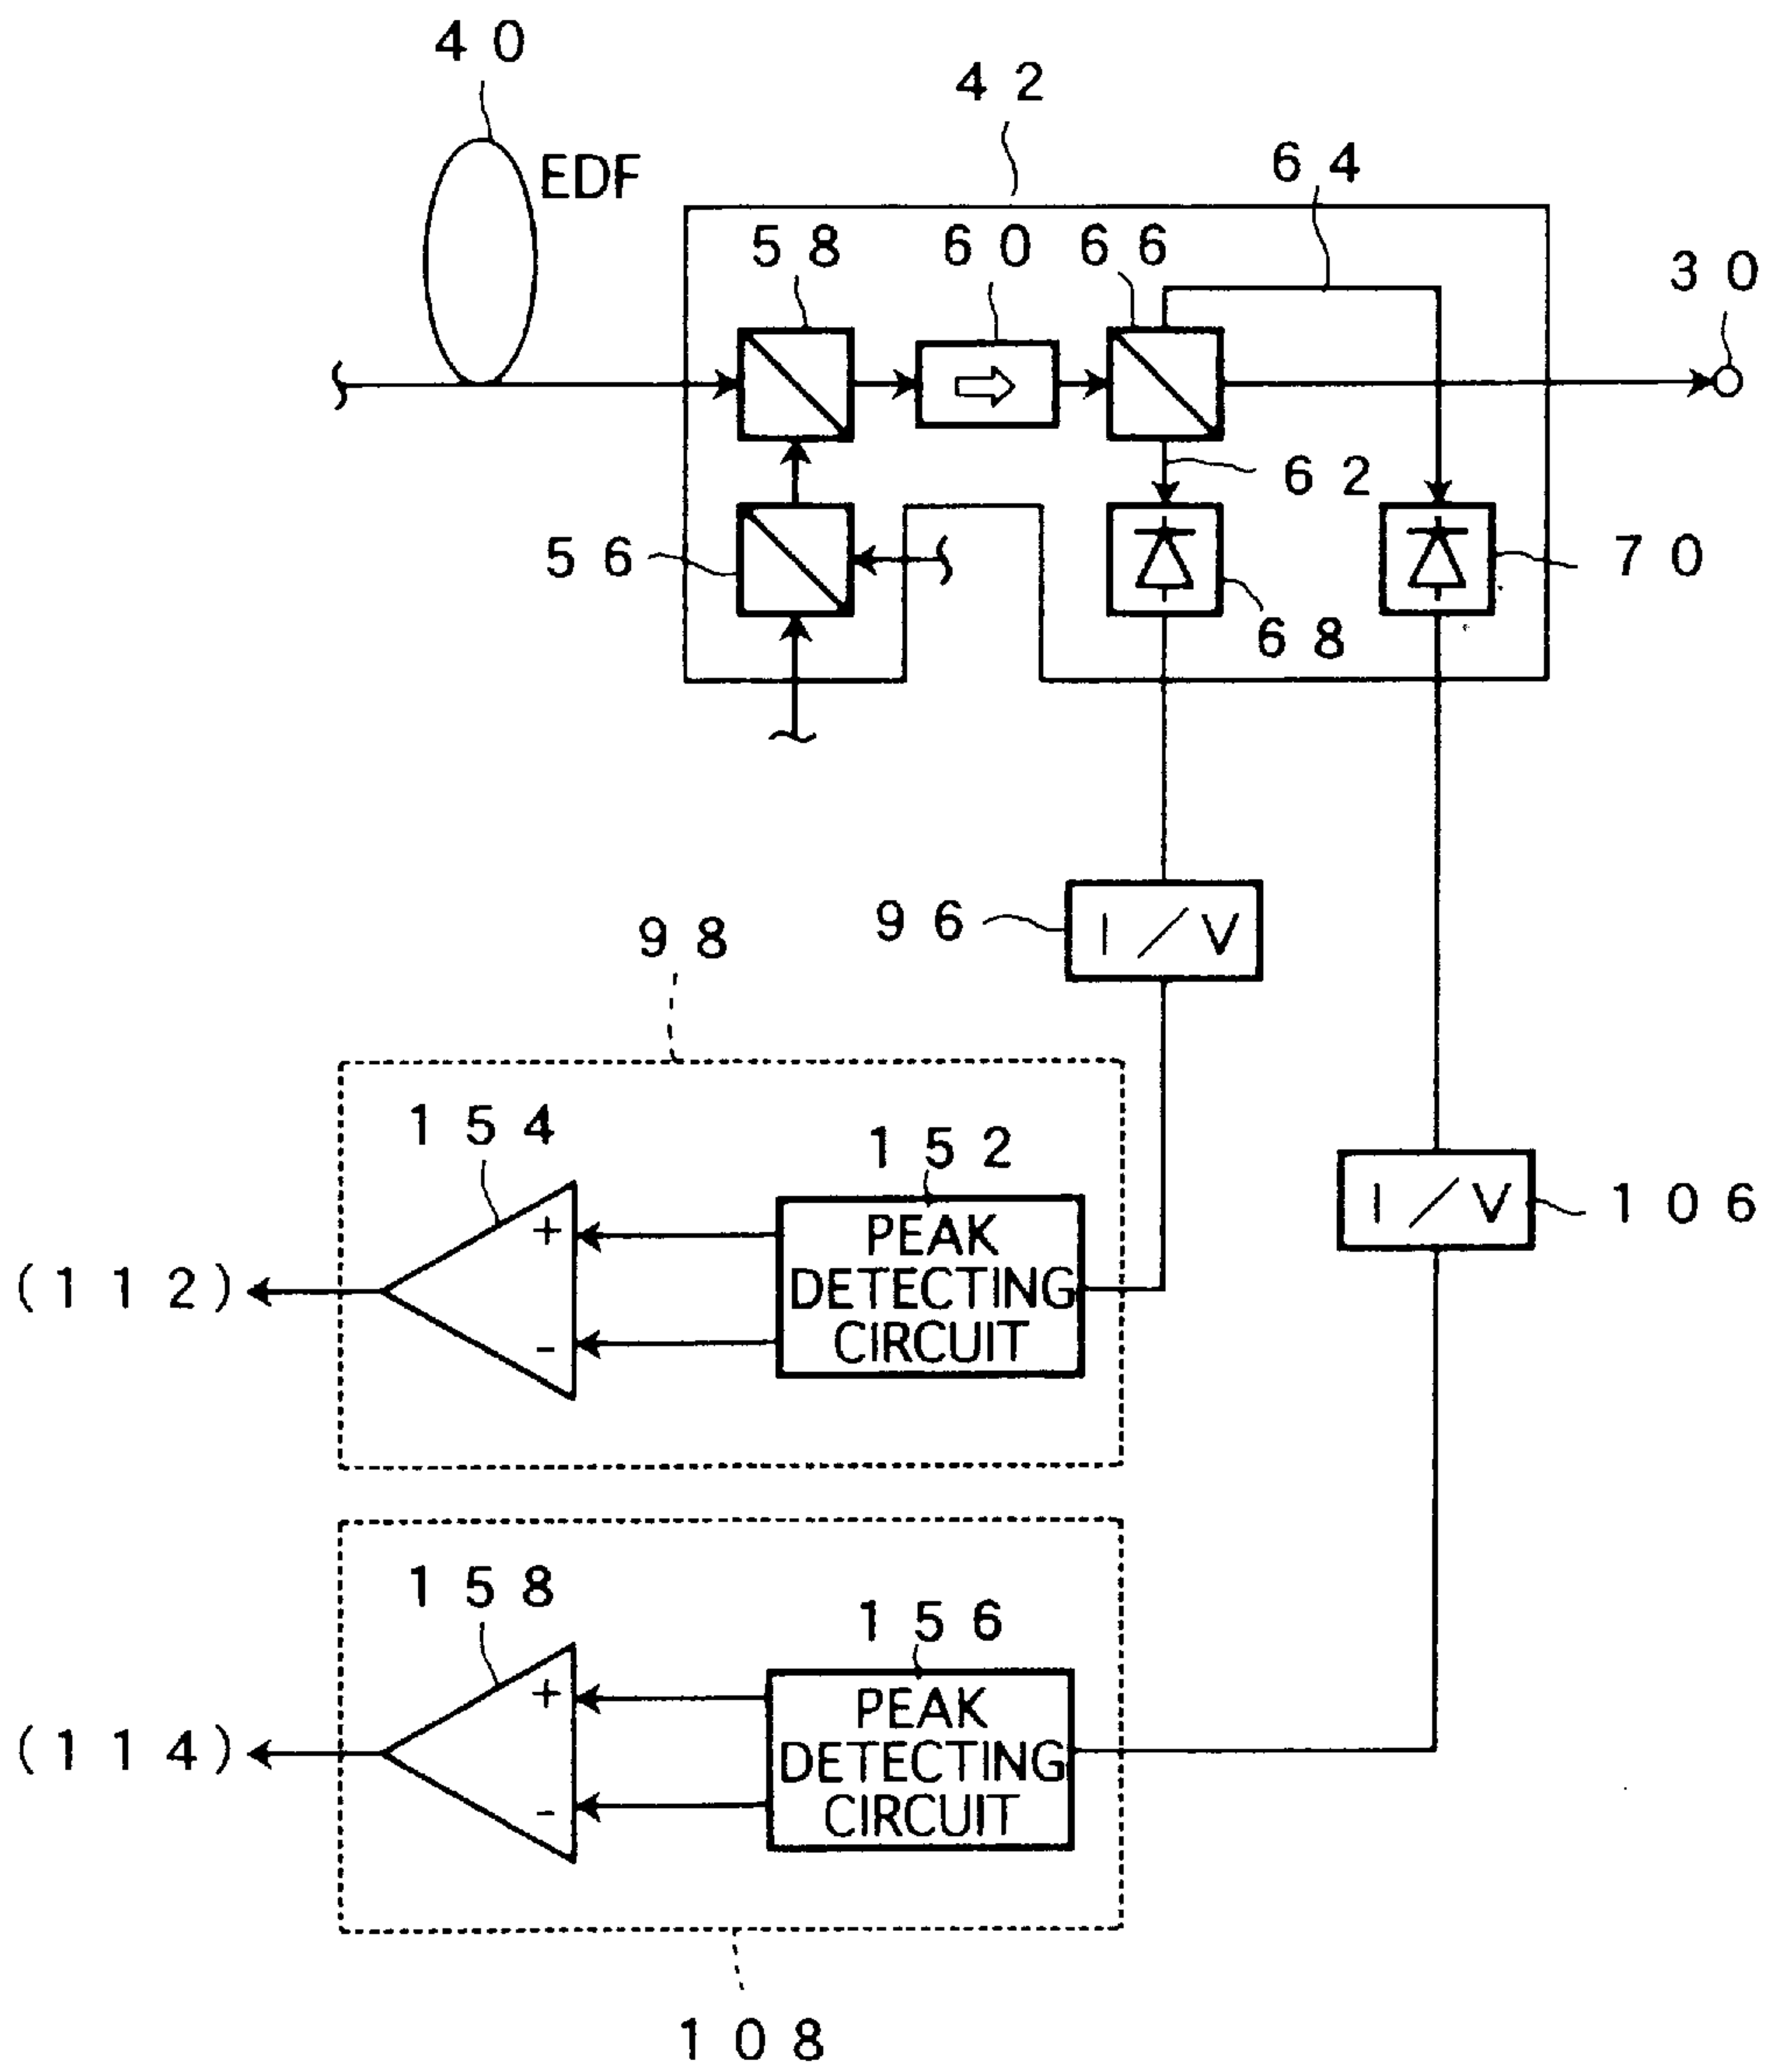 40
42
EDF
64
58
60
66
30
62
56
70
68
96
I/V
98
154
152
I/V
106
+
PEAK
DETECTING
CIRCUIT
(112)
-
158
156
+
PEAK
DETECTING
CIRCUIT
(114)
-
108